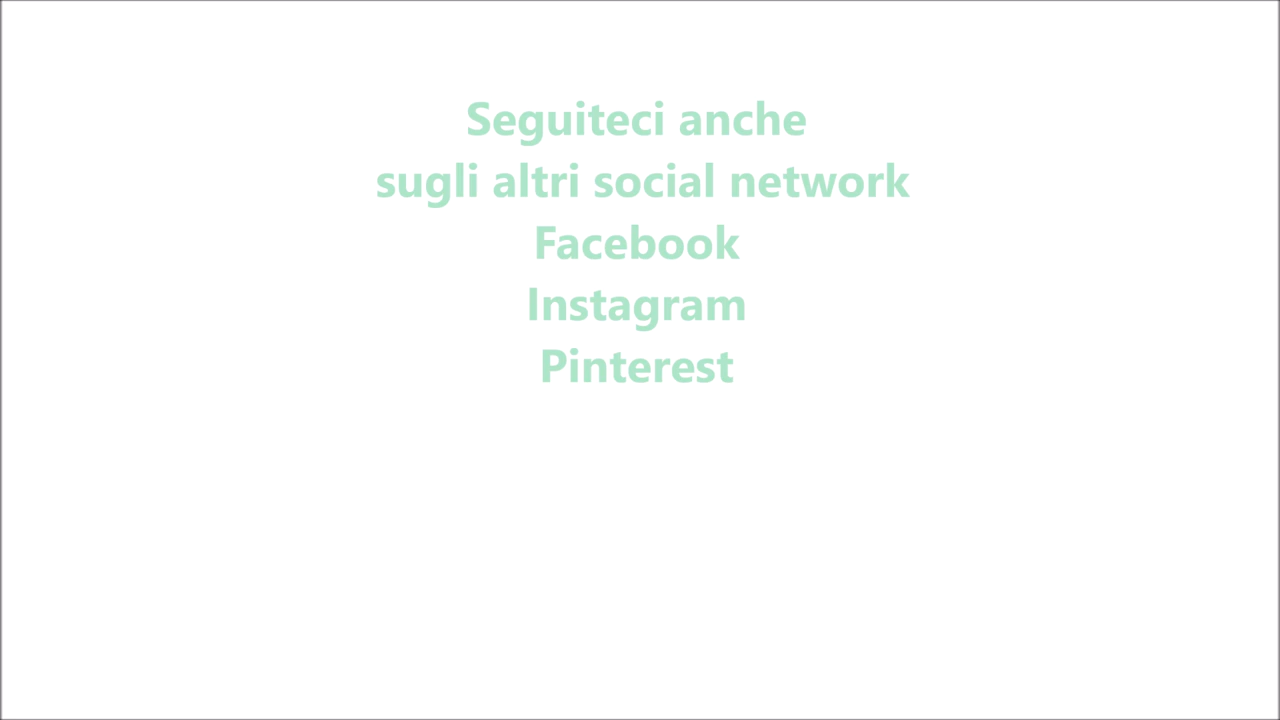 Seguiteci anche
sugli altri social network
Facebook
Instagram
Pinterest